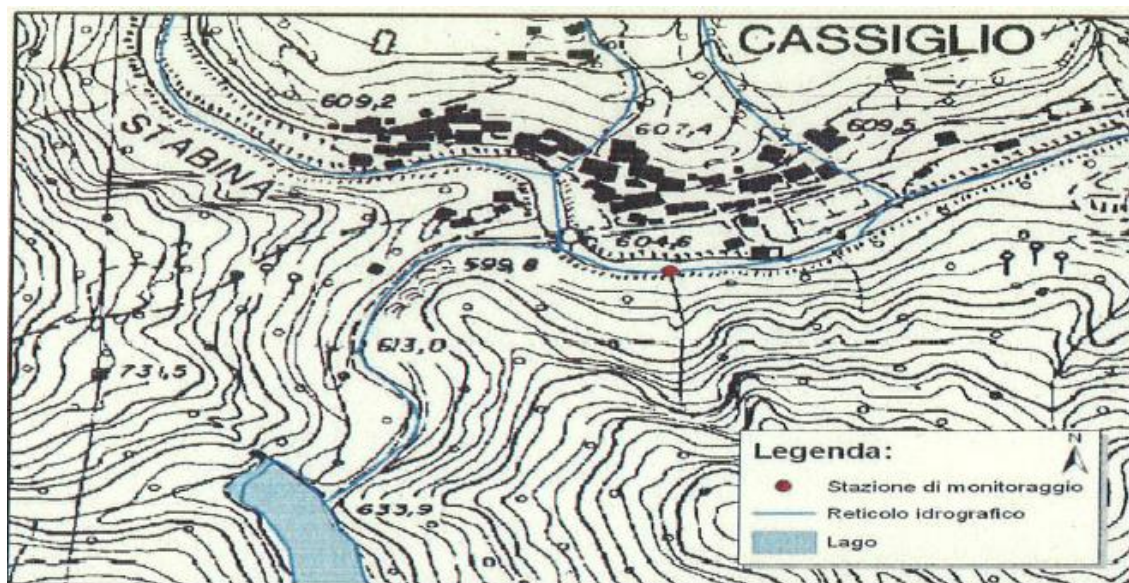 CASSIGLIO
609,2
607,4
609,5
STABINA
604,6
599,8
613,0
731,5
633,9
Legenda:
N
Stazione di monitoraggio
Reticolo idrografico
Lago